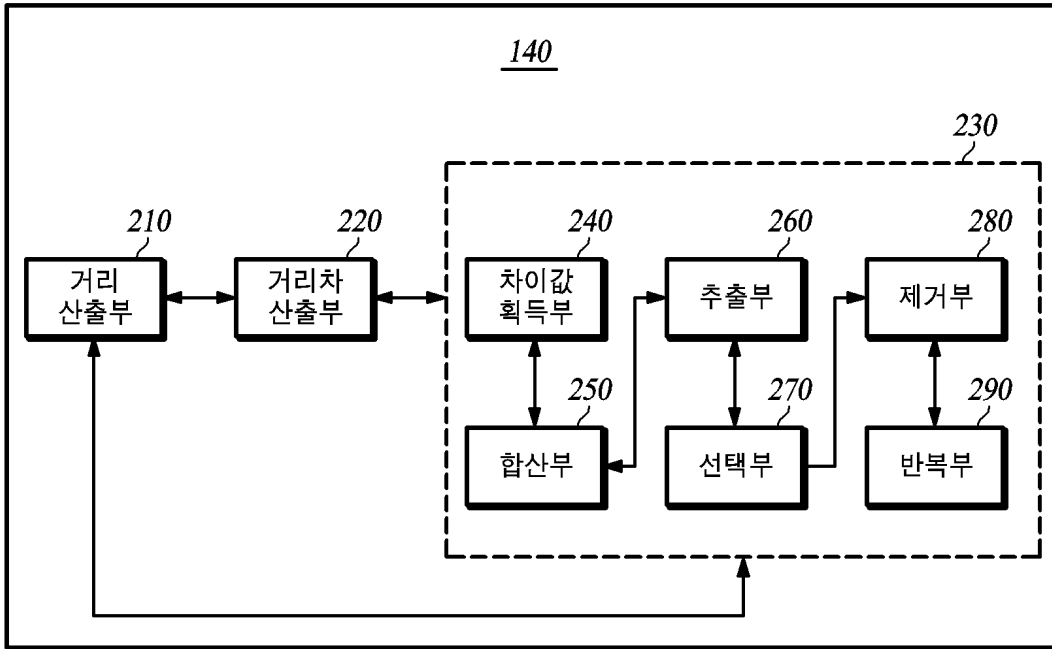 140
230
210
220
240
260
280
거리
산출부
거리차
산출부
차이값
획득부
추출부
제거부
250
270
290
합산부
선택부
반복부